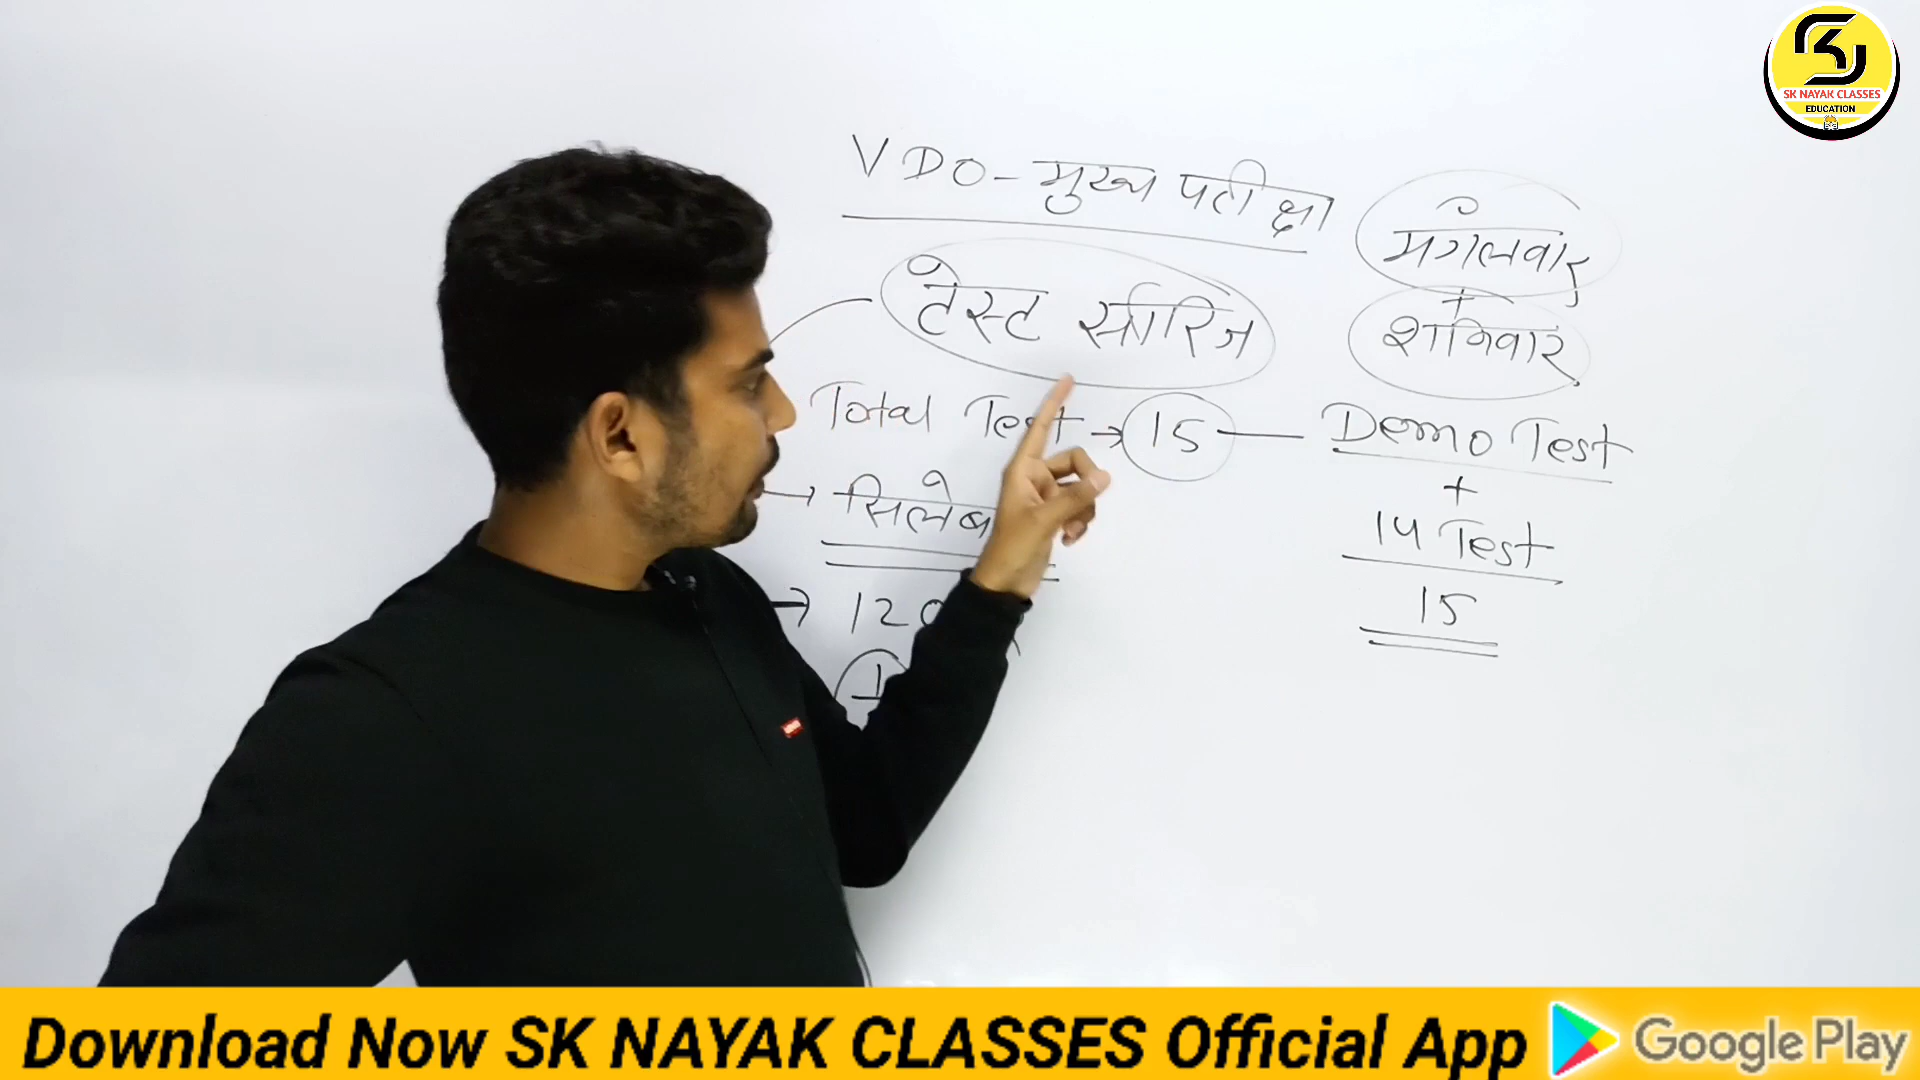 SK NAYAK CLASSES
EDUCATION
VDO - मुख्य परीक्षा
मंगलवार
+
शनिवार
टेस्ट सीरिज
Total Test → 15 — Demo Test
+
14 Test
15
→
→ 120
Download Now SK NAYAK CLASSES Official App
Google Play